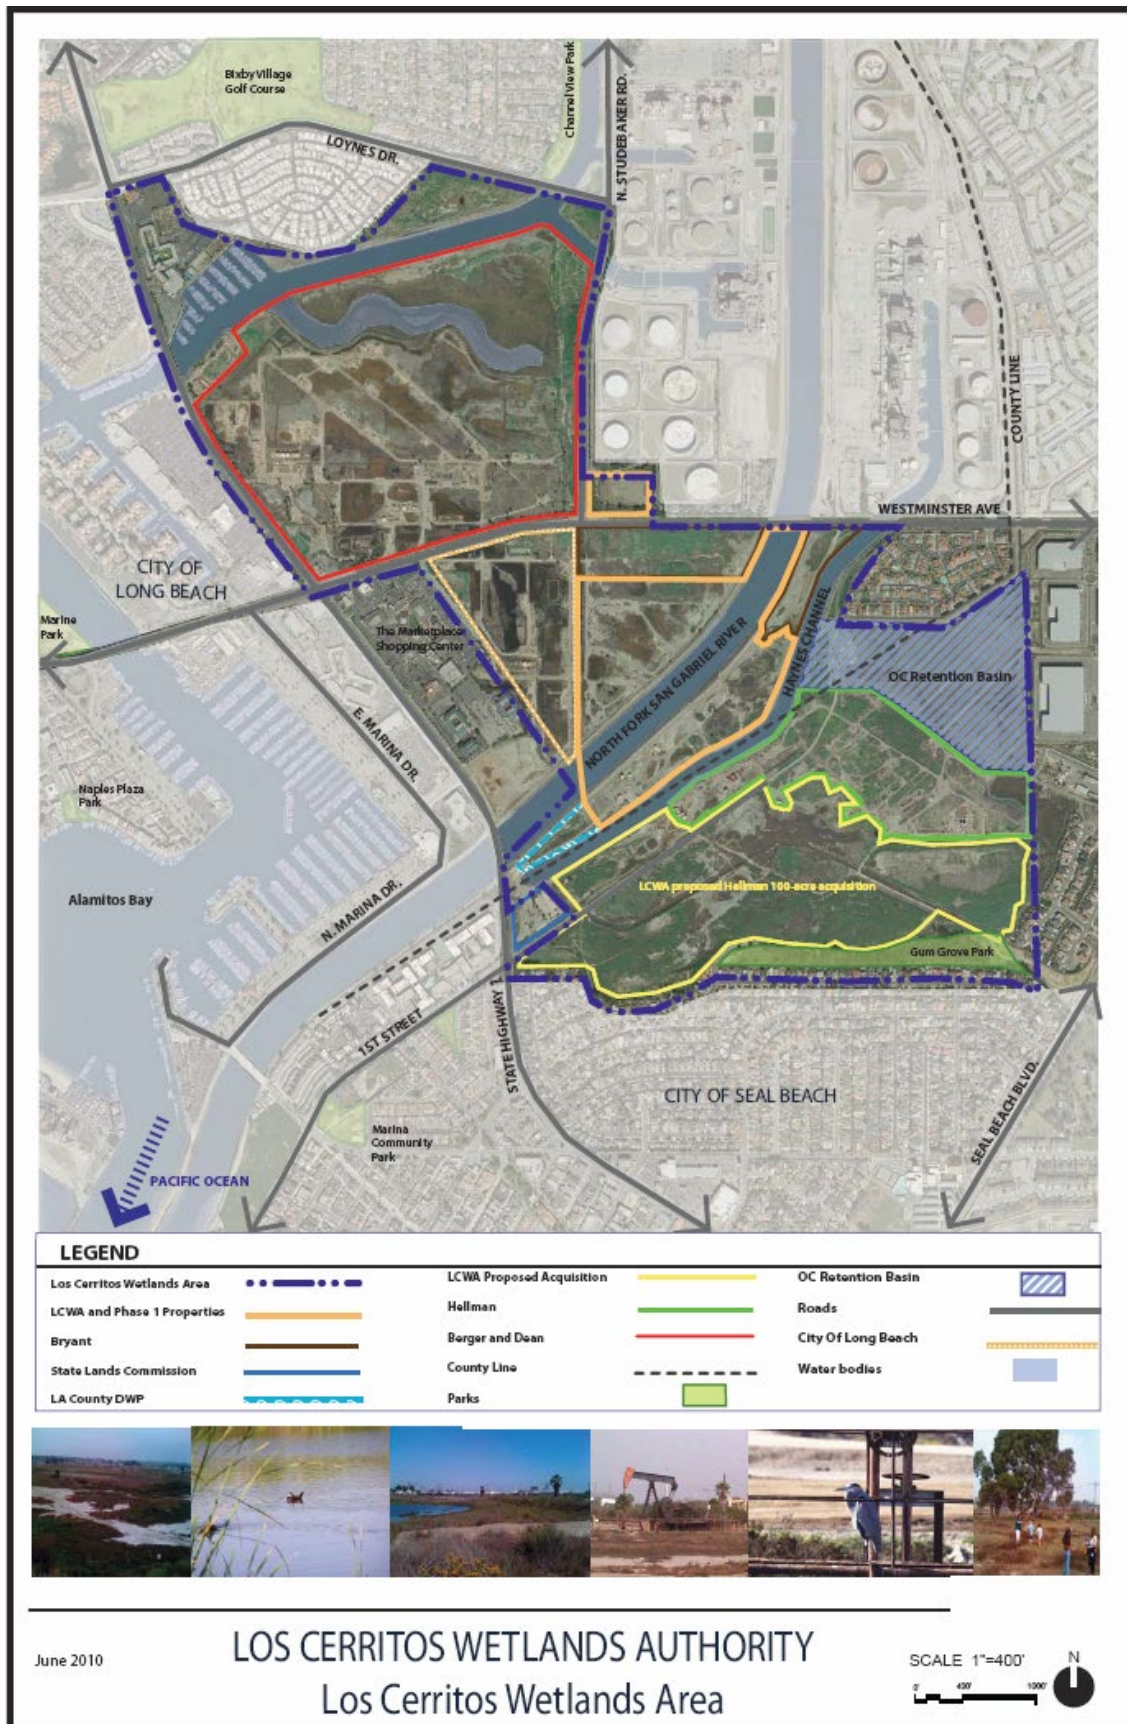 Bixby Village
Golf Course
Channel View Park
LOYNES DR.
N. STUDEBAKER RD.
COUNTY LINE
WESTMINSTER AVE
CITY OF
LONG BEACH
Marine
Park
The Marketplace
Shopping Center
HAYNES CHANNEL
NORTH FORK SAN GABRIEL RIVER
OC Retention Basin
E. MARINA DR.
Naples Plaza
Park
LCWA proposed Hellman 100-acre acquisition
Alamitos Bay
N. MARINA DR.
Gum Grove Park
STATE HIGHWAY 1
1ST STREET
CITY OF SEAL BEACH
SEAL BEACH BLVD.
Marina
Community
Park
PACIFIC OCEAN
LEGEND
Los Cerritos Wetlands Area
LCWA and Phase 1 Properties
Bryant
State Lands Commission
LA County DWP
LCWA Proposed Acquisition
Hellman
Berger and Dean
County Line
Parks
OC Retention Basin
Roads
City Of Long Beach
Water bodies
June 2010
LOS CERRITOS WETLANDS AUTHORITY
Los Cerritos Wetlands Area
SCALE 1"=400'
N
0' 400' 1000'